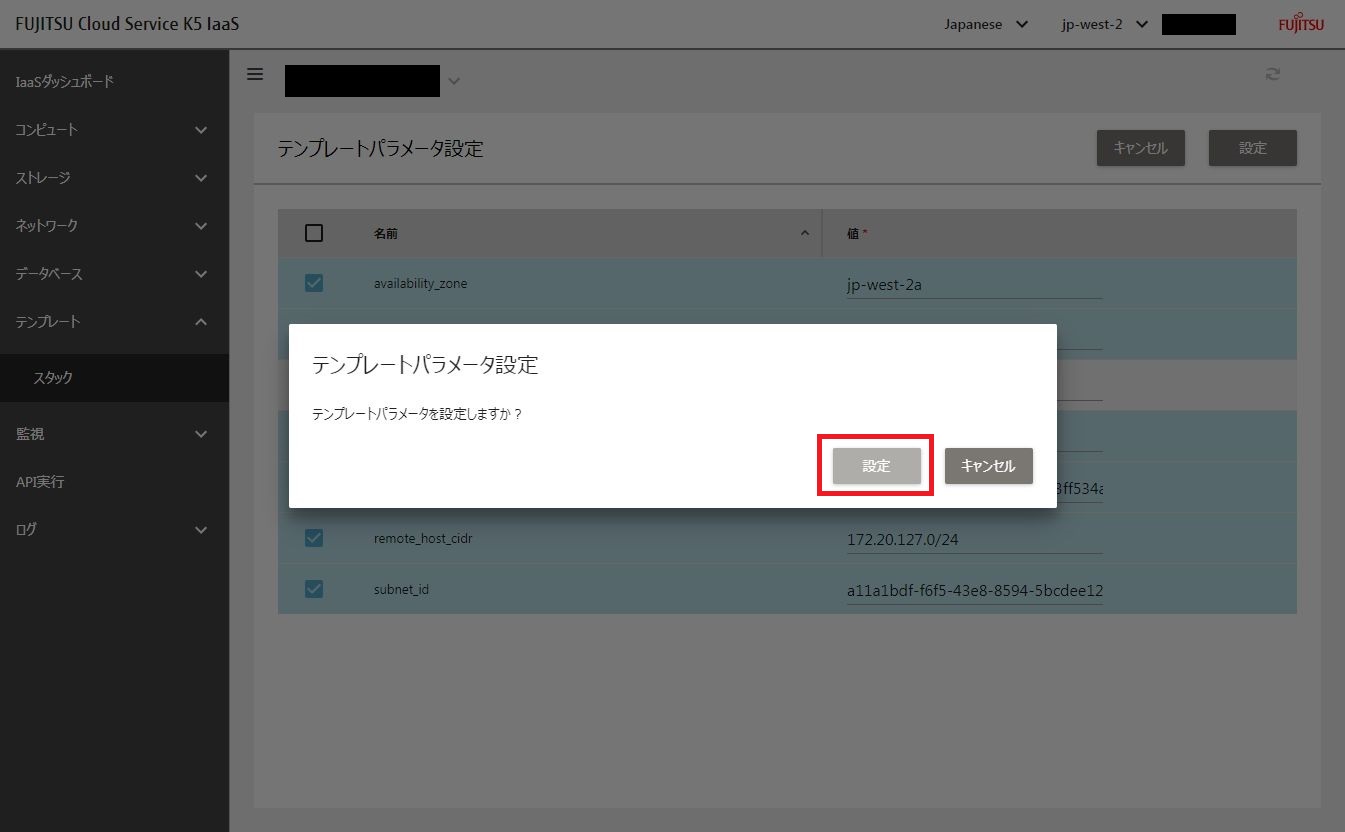 FUJITSU Cloud Service K5 IaaS
Japanese
jp-west-2
FUJITSU
IaaSダッシュボード
コンピュート
ストレージ
ネットワーク
データベース
テンプレート
スタック
監視
API実行
ログ
テンプレートパラメータ設定
キャンセル
設定
名前
値 *
availability_zone
jp-west-2a
テンプレートパラメータ設定
テンプレートパラメータを設定しますか？
設定
キャンセル
remote_host_cidr
172.20.127.0/24
subnet_id
a11a1bdf-f6f5-43e8-8594-5bcdee12